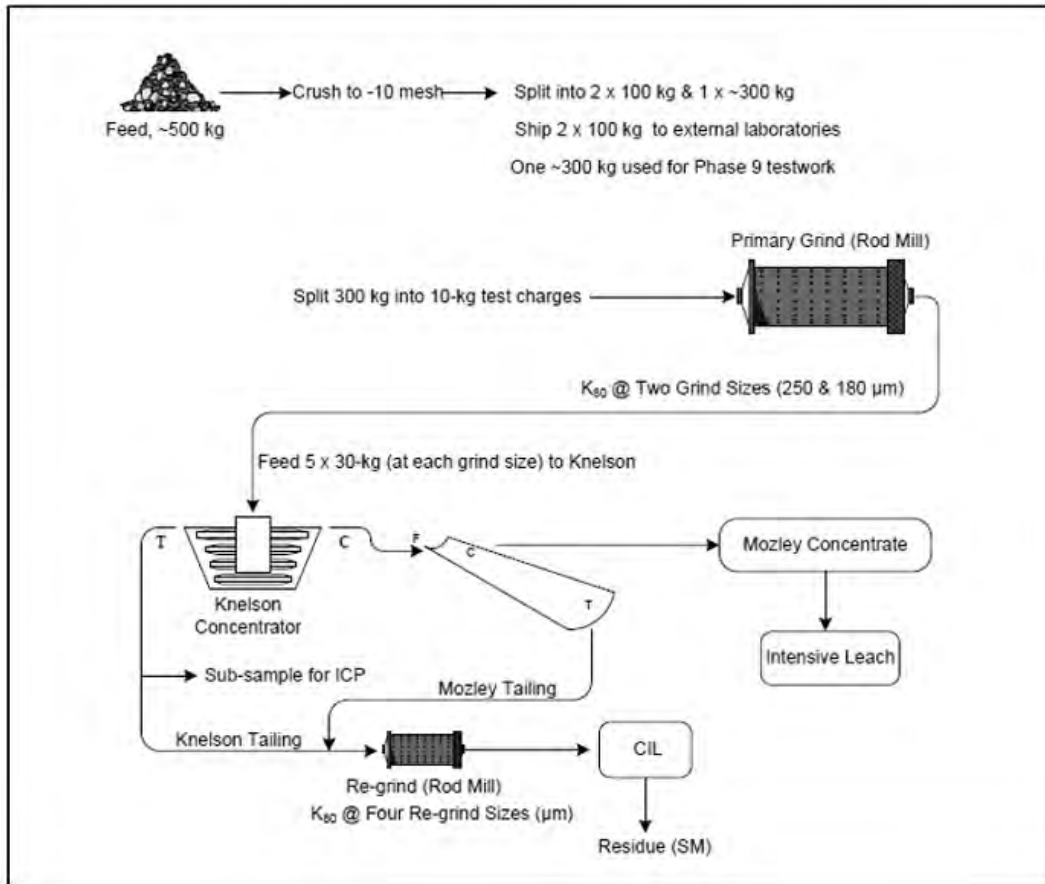 Feed, ~500 kg
Crush to -10 mesh
Split into 2 x 100 kg & 1 x ~300 kg
Ship 2 x 100 kg to external laboratories
One ~300 kg used for Phase 9 testwork
Primary Grind (Rod Mill)
Split 300 kg into 10-kg test charges
K₈₀ @ Two Grind Sizes (250 & 180 µm)
Feed 5 x 30-kg (at each grind size) to Knelson
T
C
F
C
T
Knelson
Concentrator
Mozley Concentrate
Intensive Leach
Sub-sample for ICP
Mozley Tailing
Knelson Tailing
Re-grind (Rod Mill)
K₈₀ @ Four Re-grind Sizes (µm)
CIL
Residue (SM)